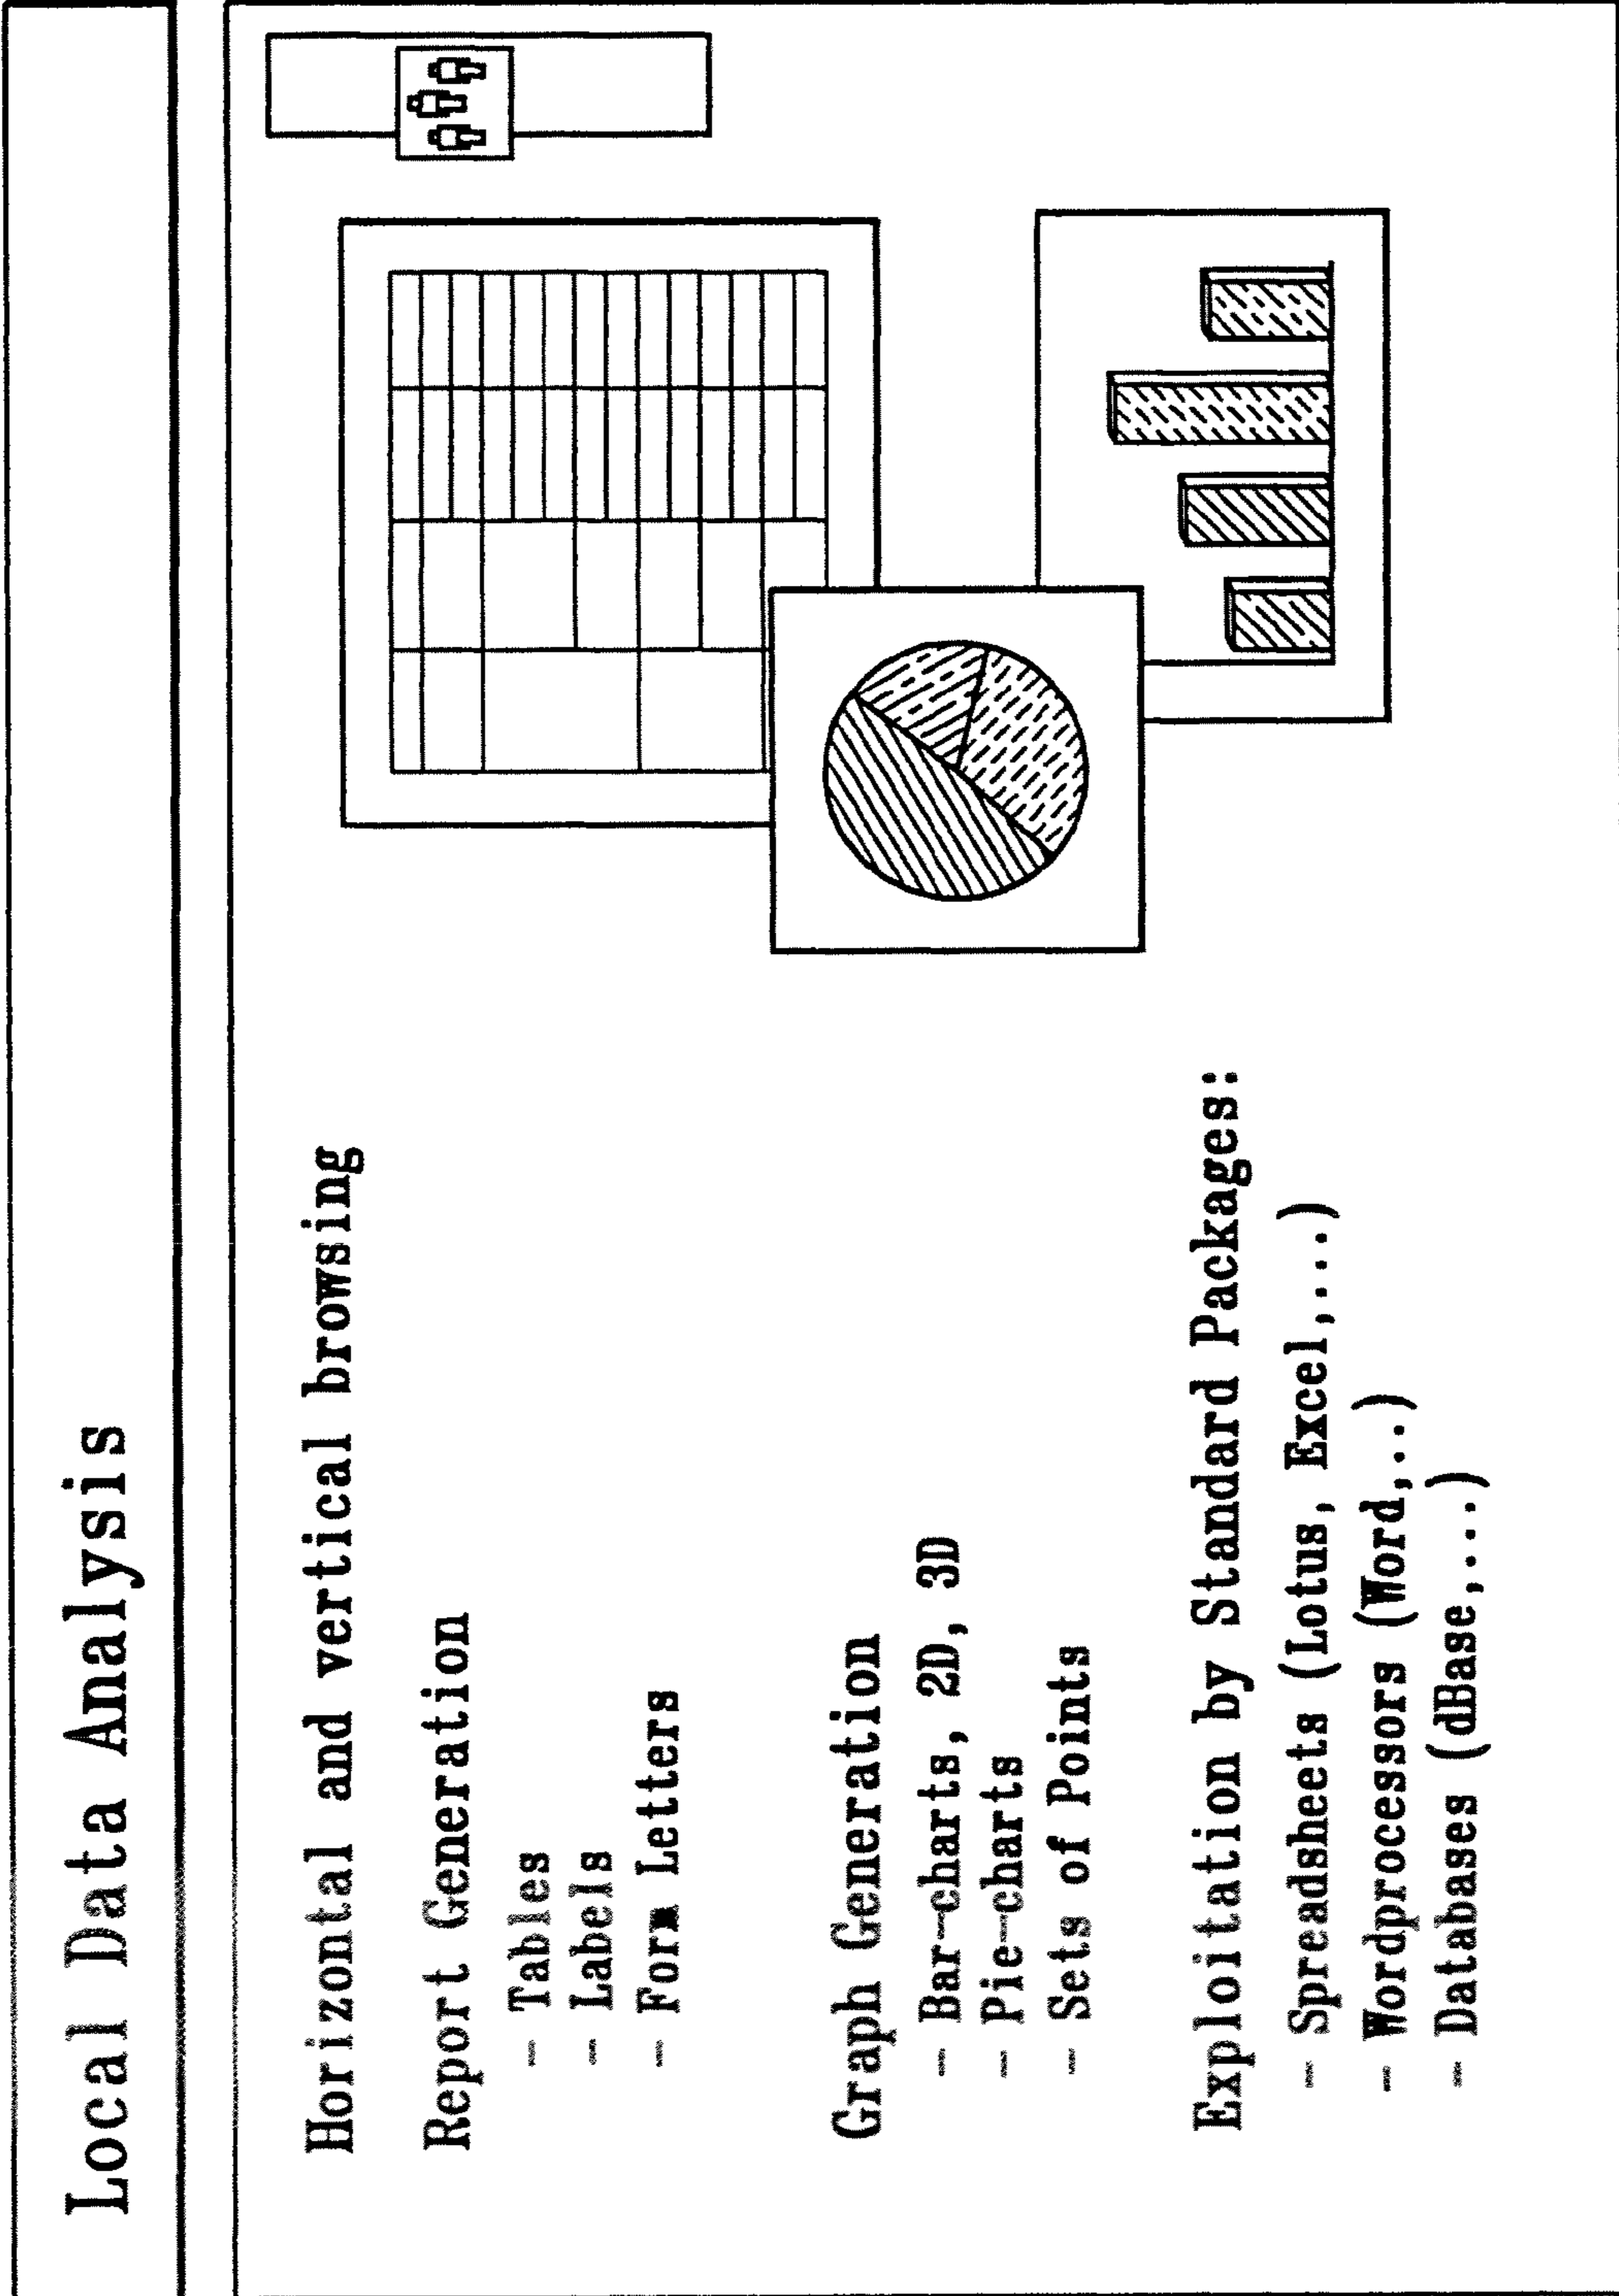 Local Data Analysis
Horizontal and vertical browsing
Report Generation
- Tables
- Labels
- Form Letters
Graph Generation
- Bar-charts, 2D, 3D
- Pie-charts
- Sets of Points
Exploitation by Standard Packages:
- Spreadsheets (Lotus, Excel,...)
- Wordprocessors (Word,..)
- Databases (dBase,...)